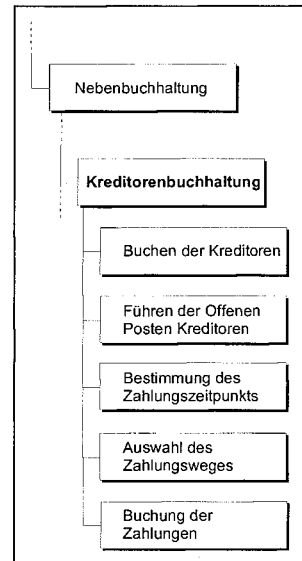 Nebenbuchhaltung
Kreditorenbuchhaltung
Buchen der Kreditoren
Führen der Offenen
Posten Kreditoren
Bestimmung des
Zahlungszeitpunkts
Auswahl des
Zahlungsweges
Buchung der
Zahlungen